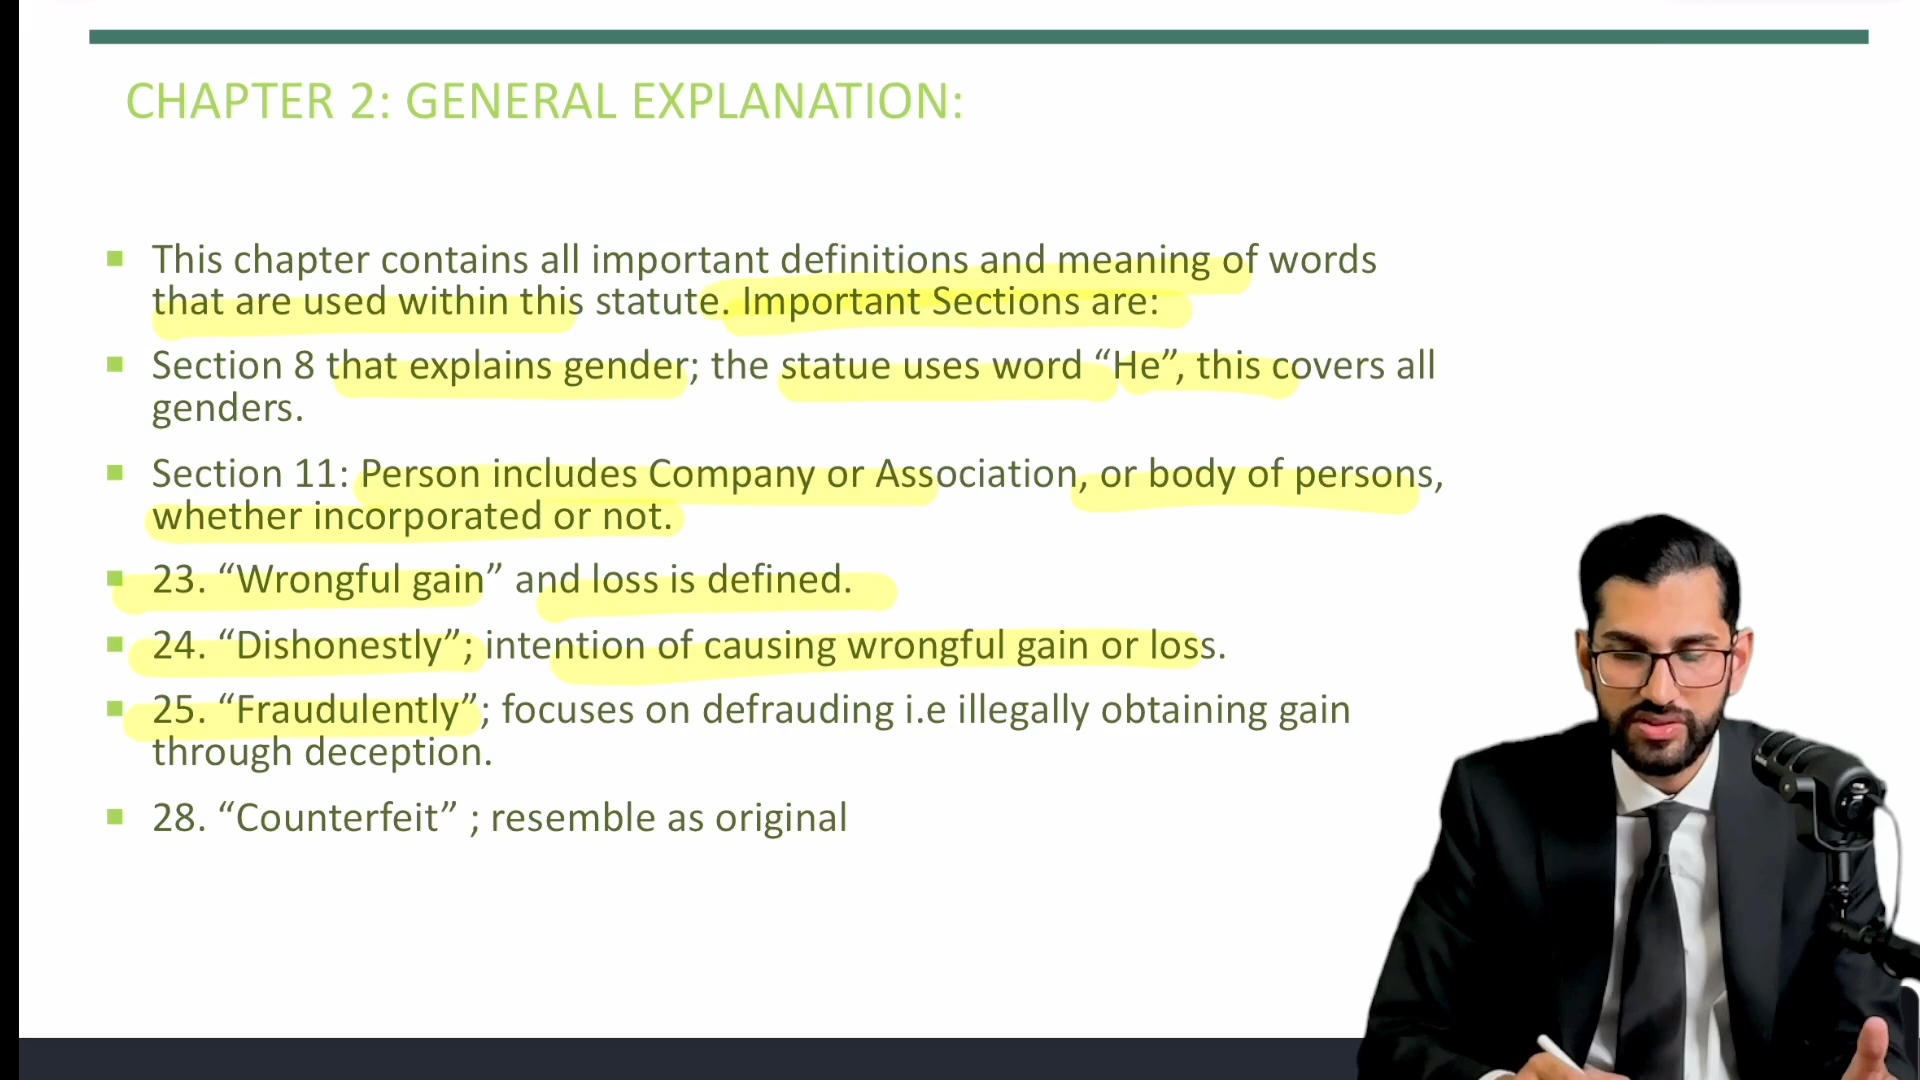 CHAPTER 2: GENERAL EXPLANATION:
This chapter contains all important definitions and meaning of words
that are used within this statute. Important Sections are:
Section 8 that explains gender; the statue uses word “He”, this covers all
genders.
Section 11: Person includes Company or Association, or body of persons,
whether incorporated or not.
23. “Wrongful gain” and loss is defined.
24. “Dishonestly”; intention of causing wrongful gain or loss.
25. “Fraudulently”; focuses on defrauding i.e illegally obtaining gain
through deception.
28. “Counterfeit” ; resemble as original